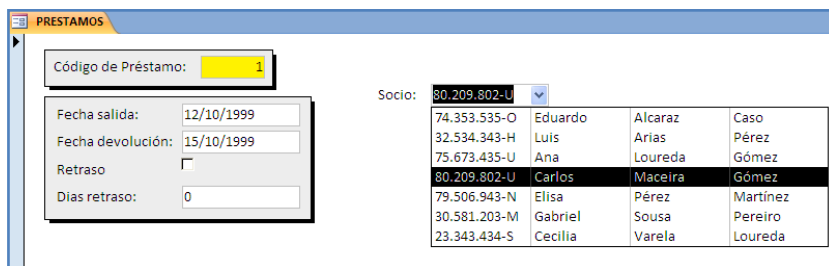 PRESTAMOS
Código de Préstamo: 1
Fecha salida: 12/10/1999
Fecha devolución: 15/10/1999
Retraso
Dias retraso: 0
Socio: 80.209.802-U
74.353.535-O Eduardo Alcaraz Caso
32.534.343-H Luis Arias Pérez
75.673.435-U Ana Loureda Gómez
80.209.802-U Carlos Maceira Gómez
79.506.943-N Elisa Pérez Martínez
30.581.203-M Gabriel Sousa Pereiro
23.343.434-S Cecilia Varela Loureda